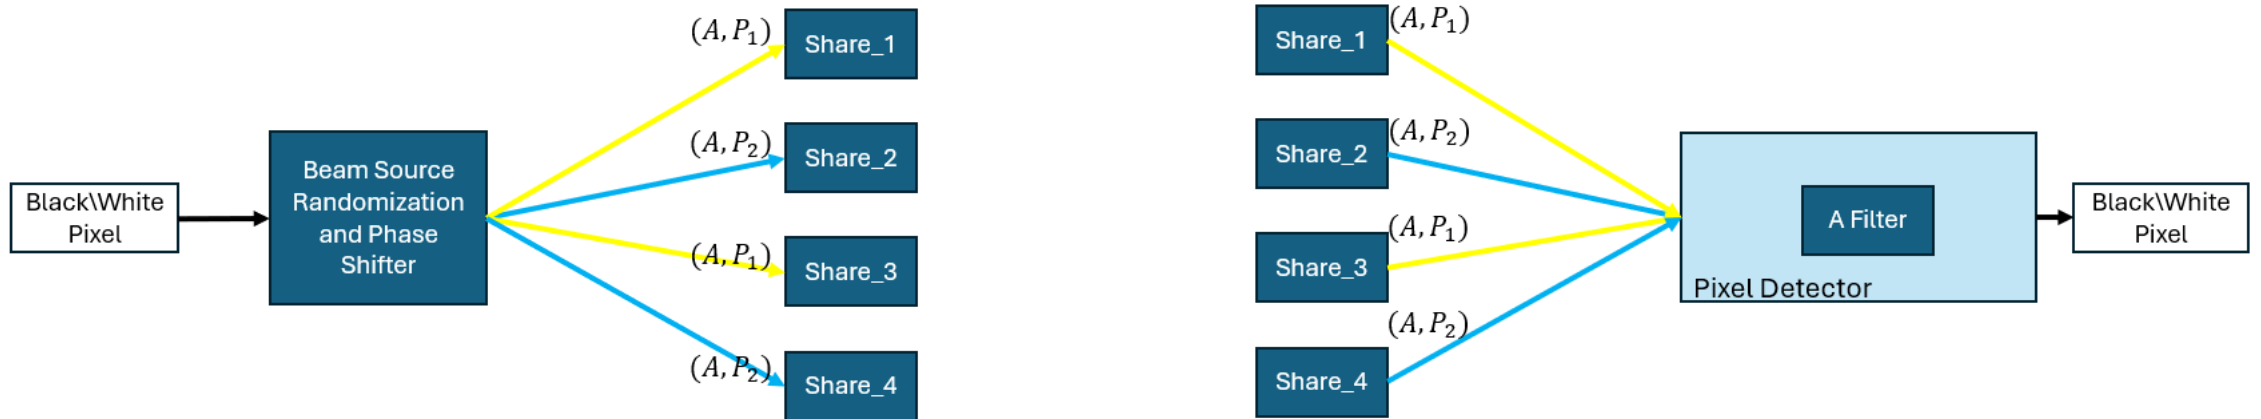 Black\White
Pixel
Beam Source
Randomization
and Phase
Shifter
(A, P₁)
Share_1
(A, P₂)
Share_2
(A, P₁)
Share_3
(A, P₂)
Share_4
Share_1
(A, P₁)
Share_2
(A, P₂)
Share_3
(A, P₁)
Share_4
(A, P₂)
A Filter
Pixel Detector
Black\White
Pixel